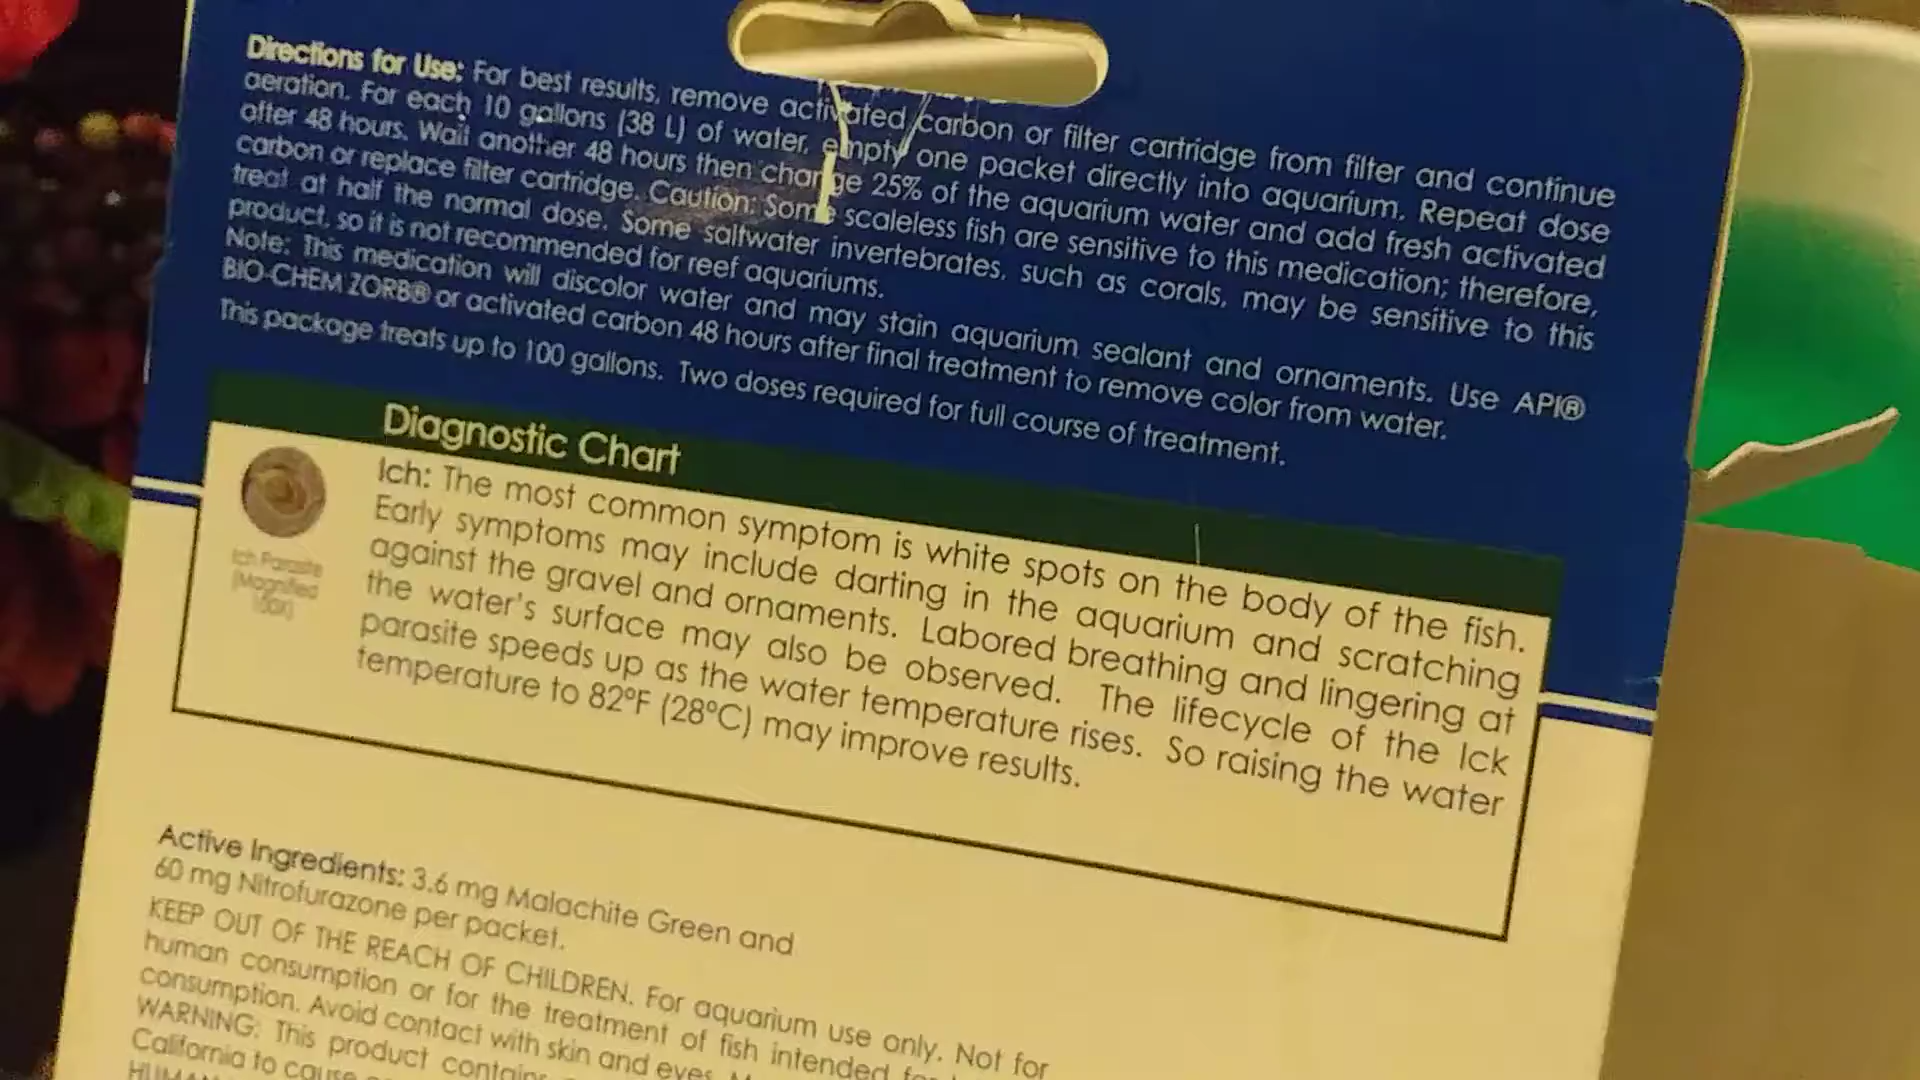 Directions for Use: For best results, remove activated carbon or filter cartridge from filter and continue
aeration. For each 10 gallons (38 L) of water, empty one packet directly into aquarium. Repeat dose
after 48 hours. Wait another 48 hours then change 25% of the aquarium water and add fresh activated
carbon or replace filter cartridge. Caution: Some scaleless fish are sensitive to this medication; therefore,
treat at half the normal dose. Some saltwater invertebrates, such as corals, may be sensitive to this
product, so it is not recommended for reef aquariums.
Note: This medication will discolor water and may stain aquarium sealant and ornaments. Use API®
BIO-CHEM ZORB® or activated carbon 48 hours after final treatment to remove color from water.
This package treats up to 100 gallons. Two doses required for full course of treatment.
Diagnostic Chart
Ich: The most common symptom is white spots on the body of the fish.
Early symptoms may include darting in the aquarium and scratching
against the gravel and ornaments. Labored breathing and lingering at
the water's surface may also be observed. The lifecycle of the Ick
parasite speeds up as the water temperature rises. So raising the water
temperature to 82ºF (28ºC) may improve results.
Ich Parasite
(Magnified
Active Ingredients: 3.6 mg Malachite Green and
60 mg Nitrofurazone per packet.
KEEP OUT OF THE REACH OF CHILDREN. For aquarium use only. Not for
human consumption or for the treatment of fish intended for
consumption. Avoid contact with skin and eyes.
WARNING: This product contains
California to cause